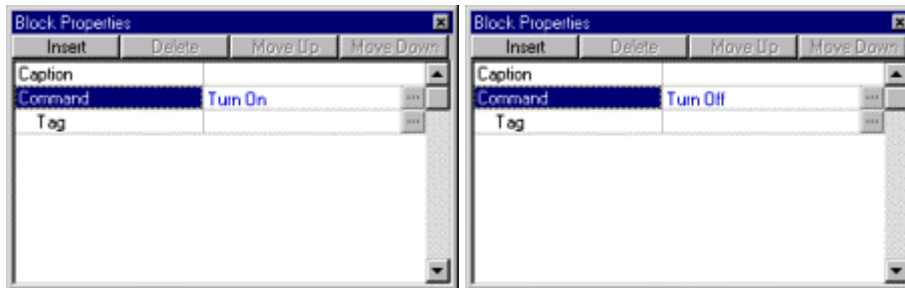 Block Properties
Insert Delete Move Up Move Down
Caption
Command Turn On ...
Tag ...
Block Properties
Insert Delete Move Up Move Down
Caption
Command Turn Off ...
Tag ...